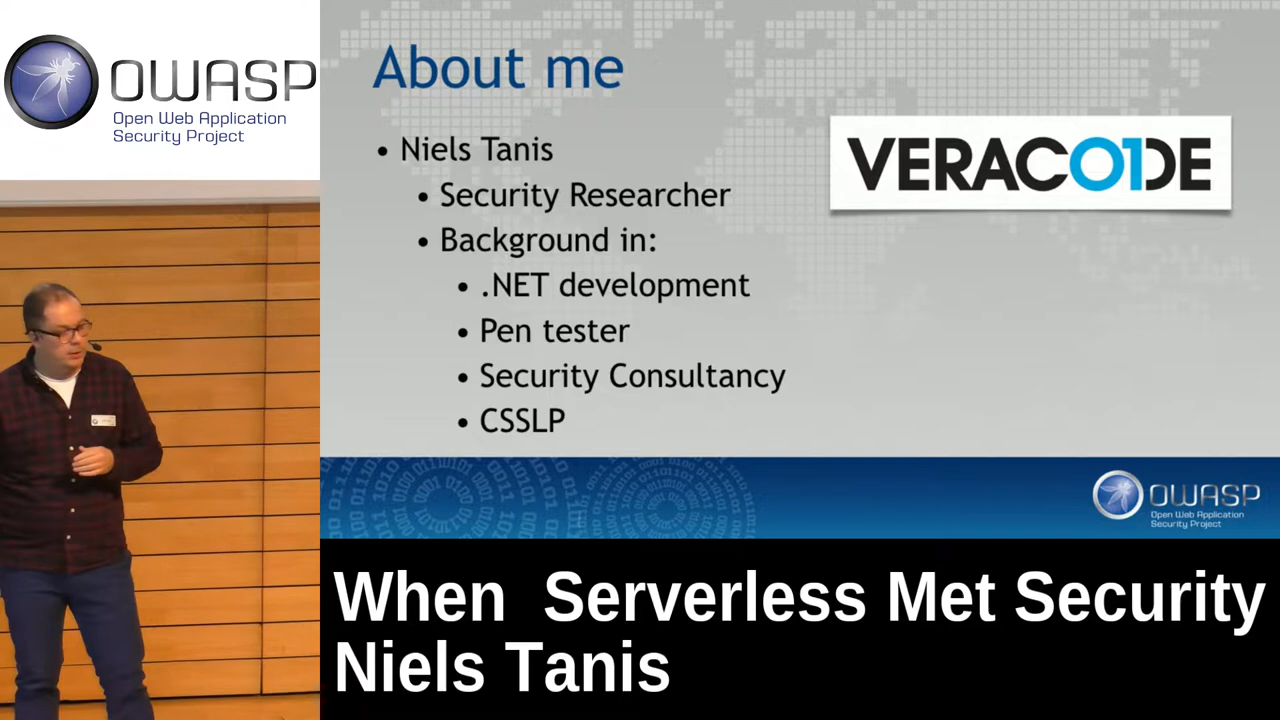 OWASP
Open Web Application
Security Project
About me
• Niels Tanis
• Security Researcher
• Background in:
• .NET development
• Pen tester
• Security Consultancy
• CSSLP
VERACODE
OWASP
Open Web Application
Security Project
When Serverless Met Security
Niels Tanis